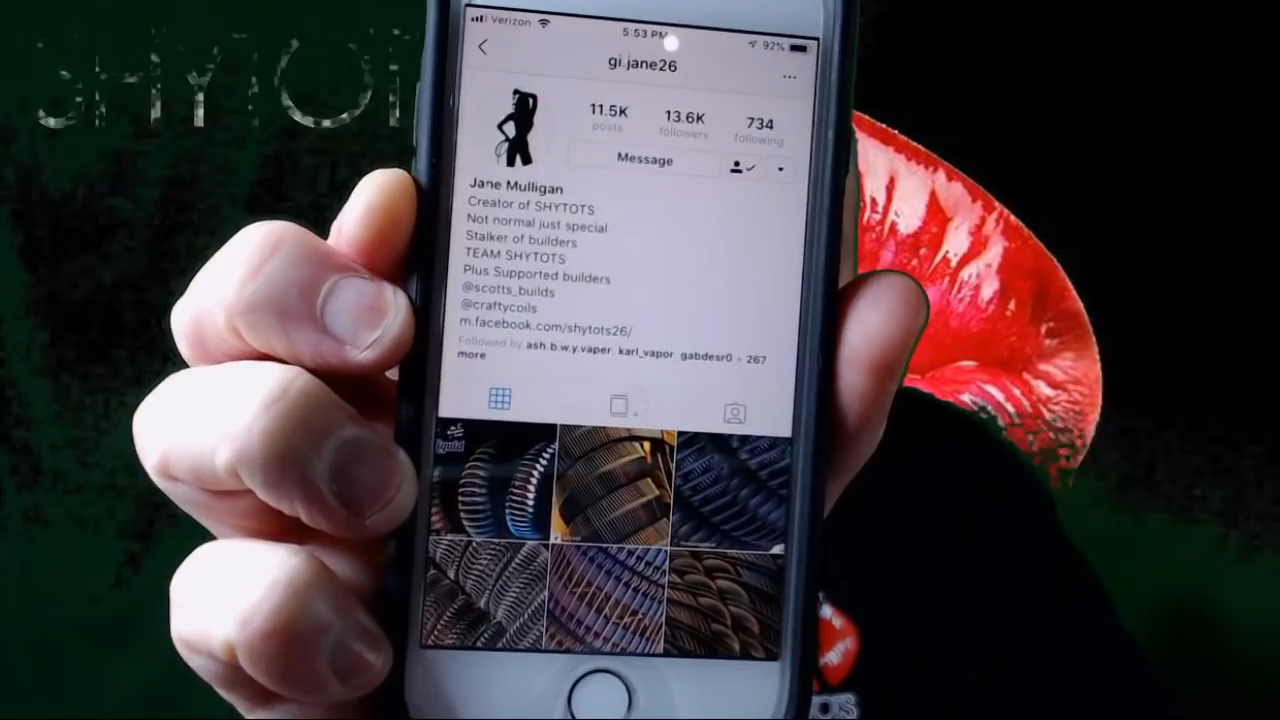 SHYTOTS
Verizon
5:53 PM
92%
gi.jane26
...
11.5K
13.6K
734
posts
followers
following
Message
Jane Mulligan
Creator of SHYTOTS
Not normal just special
Stalker of builders
TEAM SHYTOTS
Plus Supported builders
@scotts_builds
@craftycoils
m.facebook.com/shytots26/
Followed by ash.b.w.y.vaper, karl_vapor, gabdesr0 + 267
more